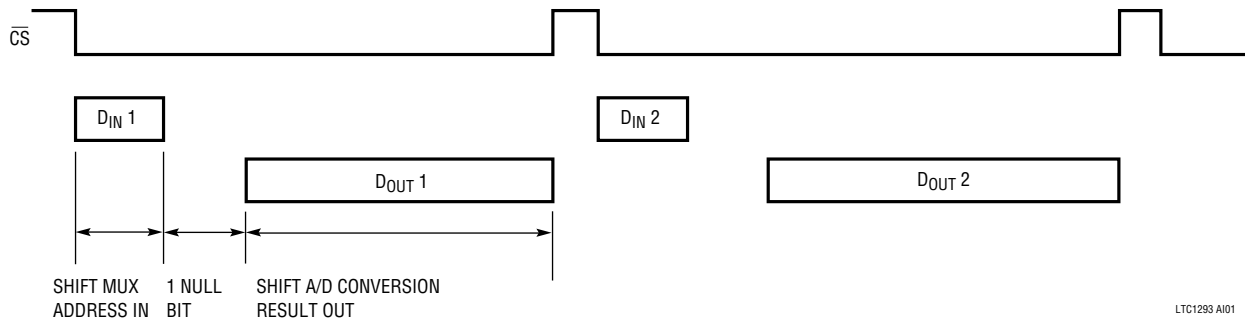 CS
DIN 1
DIN 2
DOUT 1
DOUT 2
SHIFT MUX
ADDRESS IN
1 NULL
BIT
SHIFT A/D CONVERSION
RESULT OUT
LTC1293 AI01